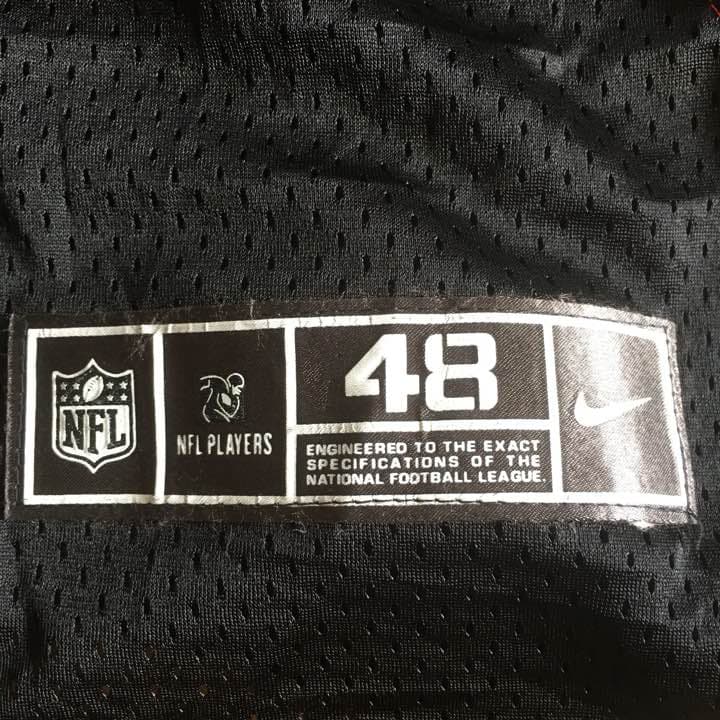 NFL
NFL PLAYERS
48
ENGINEERED TO THE EXACT
SPECIFICATIONS OF THE
NATIONAL FOOTBALL LEAGUE.